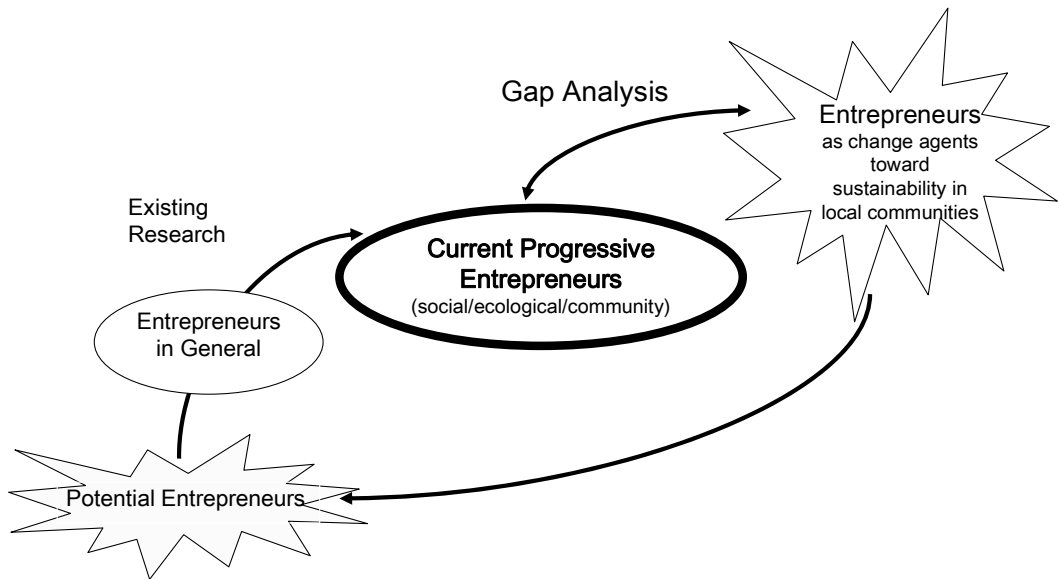 Gap Analysis
Entrepreneurs
as change agents
toward
sustainability in
local communities
Existing
Research
Current Progressive
Entrepreneurs
(social/ecological/community)
Entrepreneurs
in General
Potential Entrepreneurs